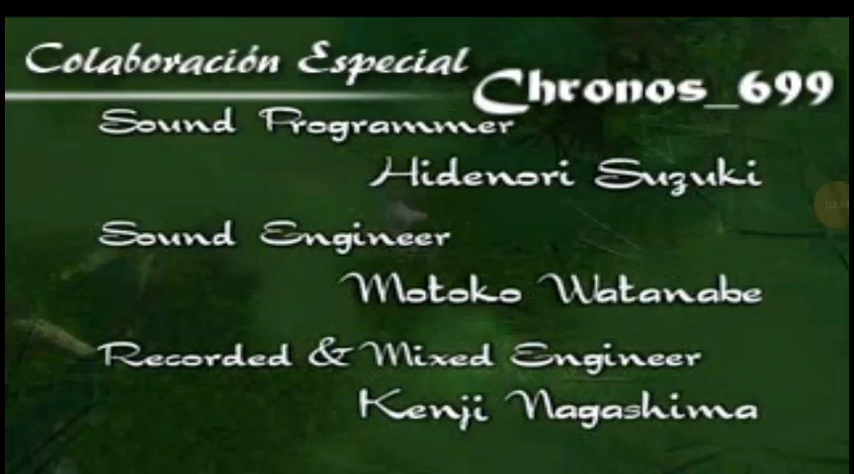 Colaboración Especial
Chronos_699
Sound Programmer
Hidenori Suzuki
Sound Engineer
Motoko Watanabe
Recorded & Mixed Engineer
Kenji Nagashima